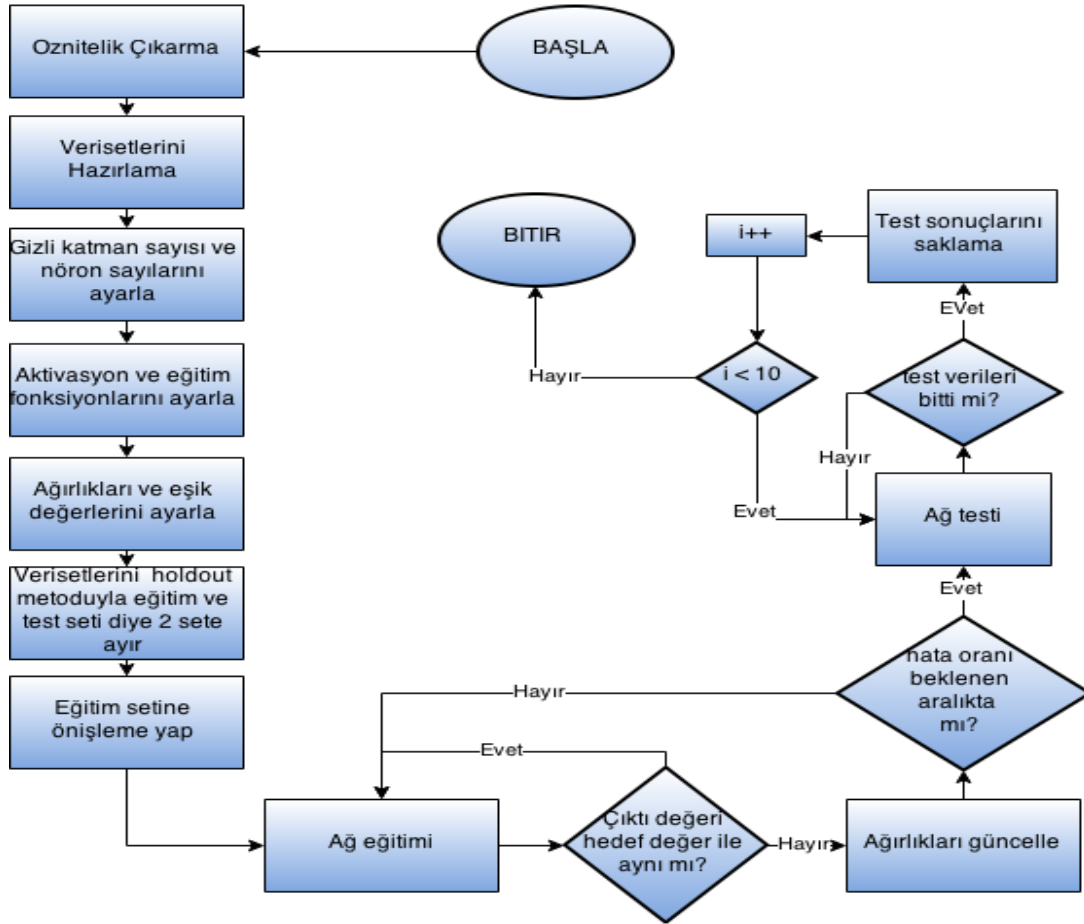 BAŞLA
Oznitelik Çıkarma
Verisetlerini
Hazırlama
Gizli katman sayısı ve
nöron sayılarını
ayarla
Aktivasyon ve eğitim
fonksiyonlarını ayarla
Ağırlıkları ve eşik
değerlerini ayarla
Verisetlerini holdout
metoduyla eğitim ve
test seti diye 2 sete
ayır
Eğitim setine
önişleme yap
Ağ eğitimi
Çıktı değeri
hedef değer ile
aynı mı?
Evet
Hayır
Ağırlıkları güncelle
hata oranı
beklenen
aralıkta
mı?
Hayır
Evet
Ağ testi
test verileri
bitti mi?
Hayır
EVet
Test sonuçlarını
saklama
i++
i < 10
Evet
Hayır
BITIR